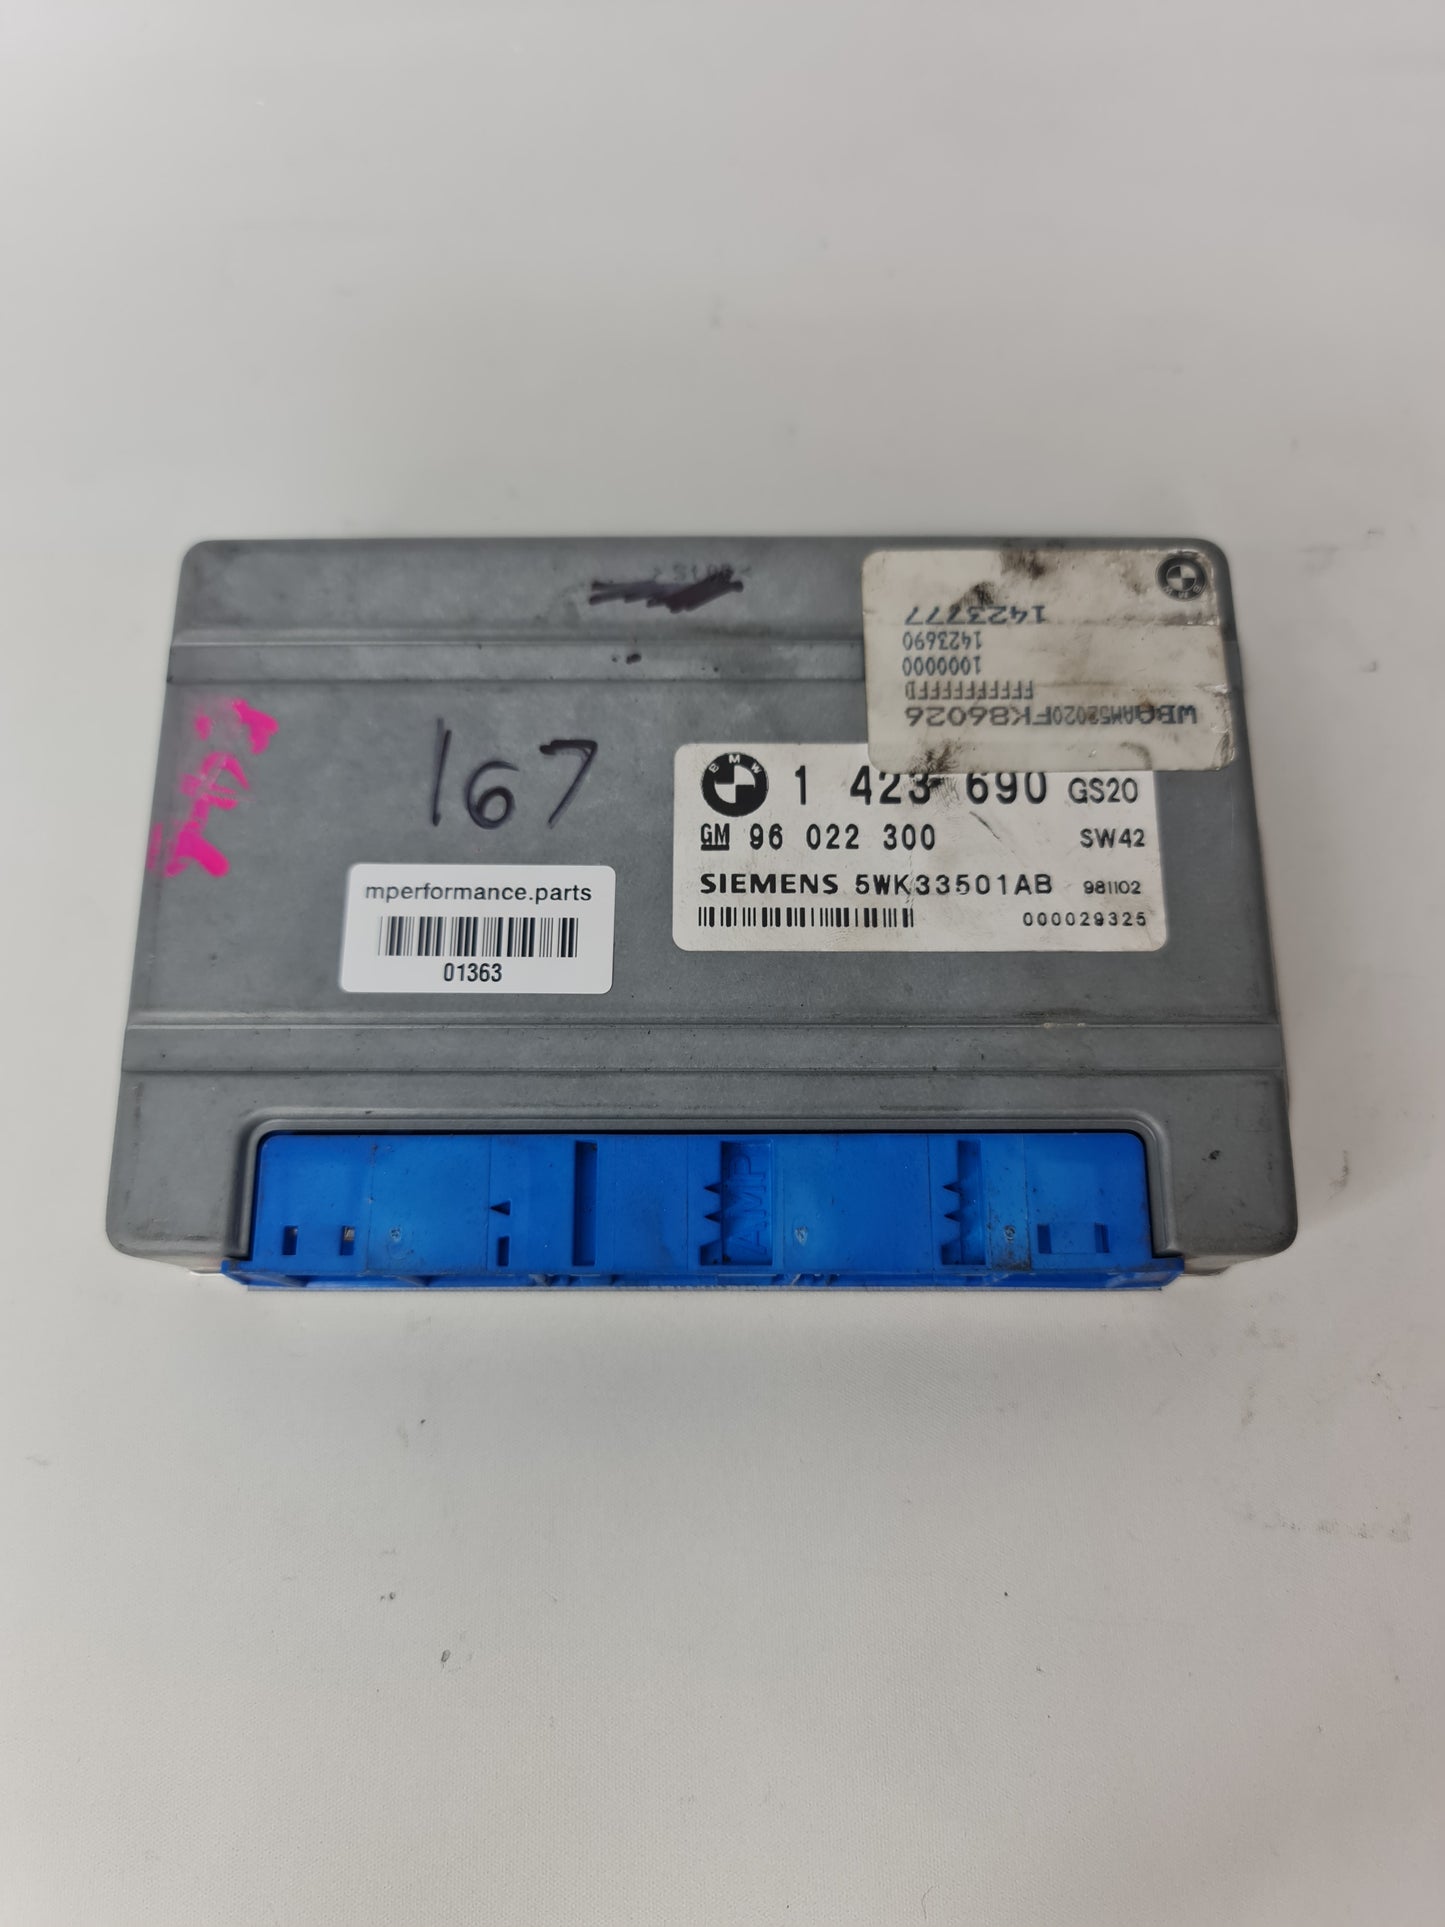 1423777
1423690
1000000
FFFFFFFFFD
WBAAM52020FK86026
BMW 1 423 690 GS20
GM 96 022 300 SW42
SIEMENS 5WK33501AB 981102
000029325
167
mperformance.parts
01363
AMP